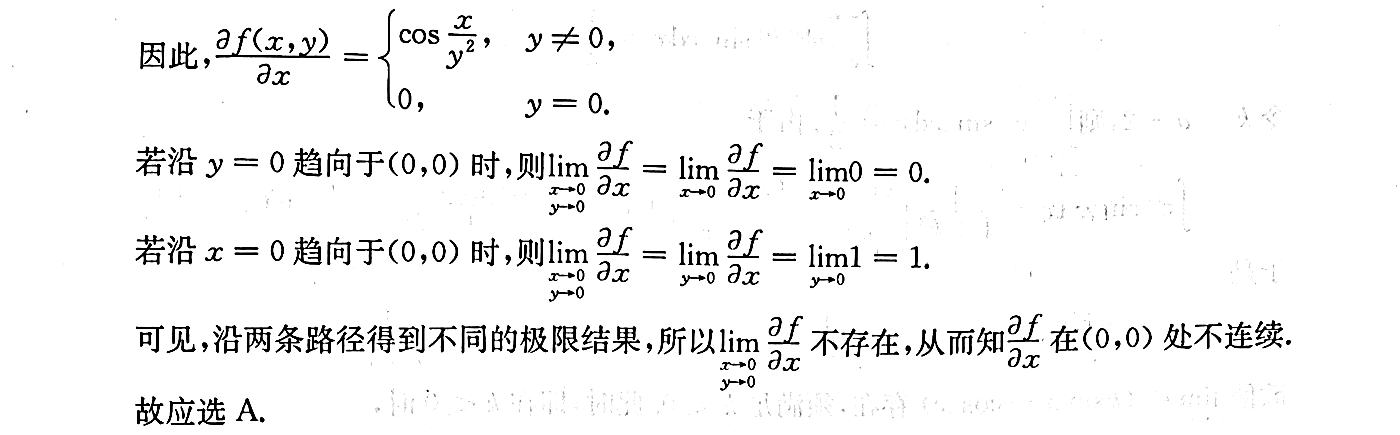 因此, ∂f(x,y)/∂x = { cos x/y², y ≠ 0,
0, y = 0.
若沿 y = 0 趋向于(0,0) 时,则 lim_{x→0 y→0} ∂f/∂x = lim_{x→0} ∂f/∂x = lim_{x→0} 0 = 0.
若沿 x = 0 趋向于(0,0) 时,则 lim_{x→0 y→0} ∂f/∂x = lim_{y→0} ∂f/∂x = lim_{y→0} 1 = 1.
可见,沿两条路径得到不同的极限结果,所以 lim_{x→0 y→0} ∂f/∂x 不存在,从而知 ∂f/∂x 在(0,0) 处不连续.
故应选 A.